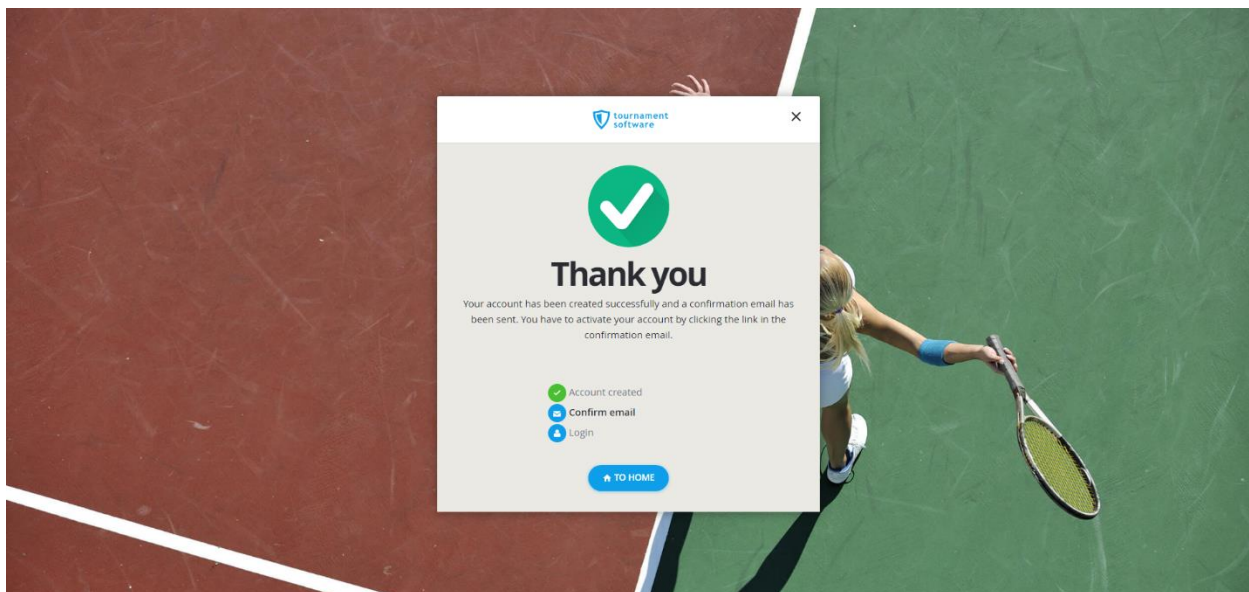 tournament
software
Thank you
Your account has been created successfully and a confirmation email has
been sent. You have to activate your account by clicking the link in the
confirmation email.
Account created
Confirm email
Login
TO HOME